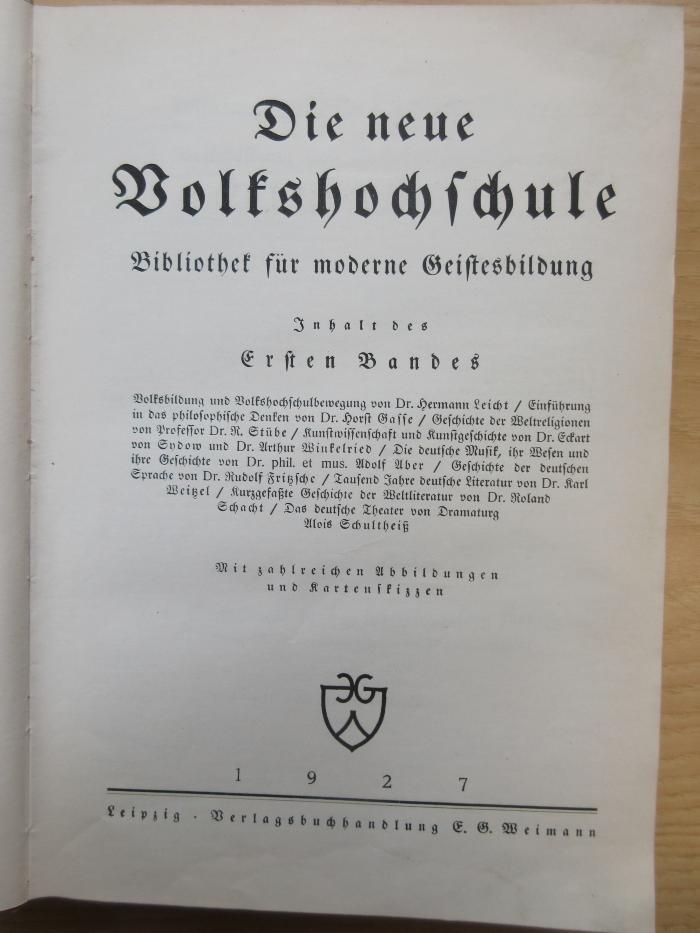 Die neue
Volkshochſchule
Bibliothek für moderne Geiſtesbildung
Inhalt des
Erſten Bandes
Volksbildung und Volkshochſchulbewegung von Dr. Hermann Leicht / Einführung
in das philoſophiſche Denken von Dr. Horſt Gaſſe / Geſchichte der Weltreligionen
von Profeſſor Dr. R. Stübe / Kunſtwiſſenſchaft und Kunſtgeſchichte von Dr. Eckart
von Sydow und Dr. Arthur Winkelried / Die deutſche Muſik, ihr Weſen und
ihre Geſchichte von Dr. phil. et mus. Adolf Aber / Geſchichte der deutſchen
Sprache von Dr. Rudolf Fritzſche / Tauſend Jahre deutſche Literatur von Dr. Karl
Weitzel / Kurzgefaßte Geſchichte der Weltliteratur von Dr. Roland
Schacht / Das deutſche Theater von Dramaturg
Alois Schultheiß
Mit zahlreichen Abbildungen
und Kartenſkizzen
EG
1927
Leipzig · Verlagsbuchhandlung E. G. Weimann